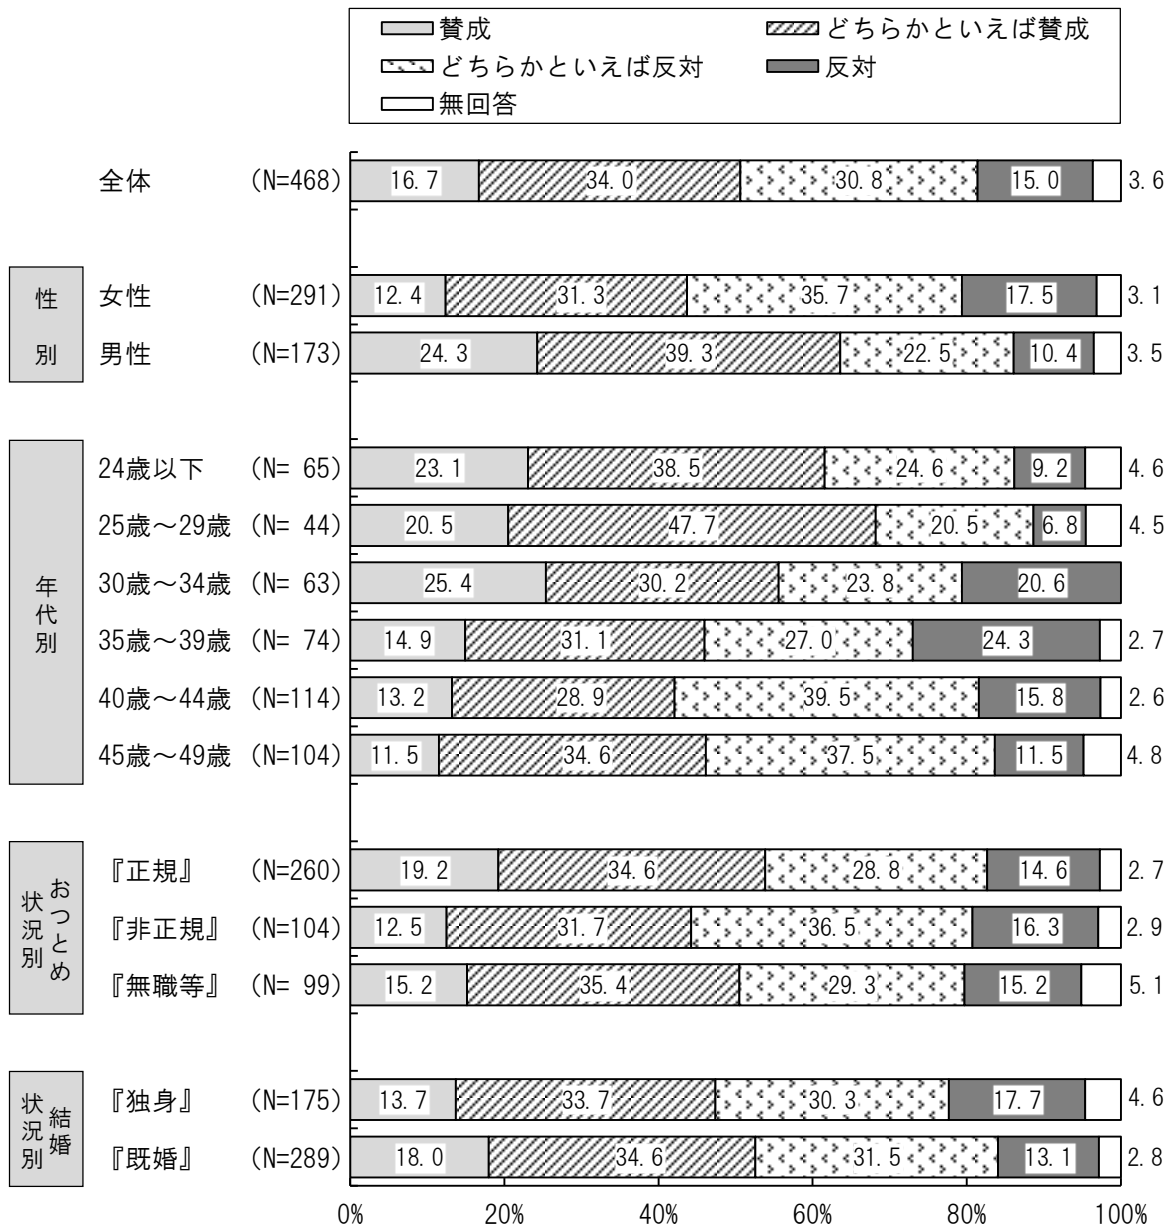 賛成 どちらかといえば賛成
どちらかといえば反対 反対
無回答
全体 (N=468) 16.7 34.0 30.8 15.0 3.6
性別
女性 (N=291) 12.4 31.3 35.7 17.5 3.1
男性 (N=173) 24.3 39.3 22.5 10.4 3.5
年代別
24歳以下 (N= 65) 23.1 38.5 24.6 9.2 4.6
25歳～29歳 (N= 44) 20.5 47.7 20.5 6.8 4.5
30歳～34歳 (N= 63) 25.4 30.2 23.8 20.6
35歳～39歳 (N= 74) 14.9 31.1 27.0 24.3 2.7
40歳～44歳 (N=114) 13.2 28.9 39.5 15.8 2.6
45歳～49歳 (N=104) 11.5 34.6 37.5 11.5 4.8
おつとめ
状況別
『正規』 (N=260) 19.2 34.6 28.8 14.6 2.7
『非正規』 (N=104) 12.5 31.7 36.5 16.3 2.9
『無職等』 (N= 99) 15.2 35.4 29.3 15.2 5.1
結婚
状況別
『独身』 (N=175) 13.7 33.7 30.3 17.7 4.6
『既婚』 (N=289) 18.0 34.6 31.5 13.1 2.8
0% 20% 40% 60% 80% 100%